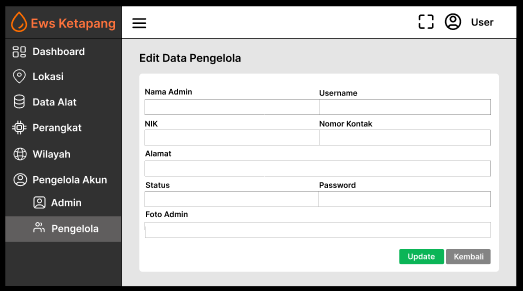 Ews Ketapang
User
Dashboard
Lokasi
Data Alat
Perangkat
Wilayah
Pengelola Akun
Admin
Pengelola
Edit Data Pengelola
Nama Admin
Username
NIK
Nomor Kontak
Alamat
Status
Password
Foto Admin
Update
Kembali